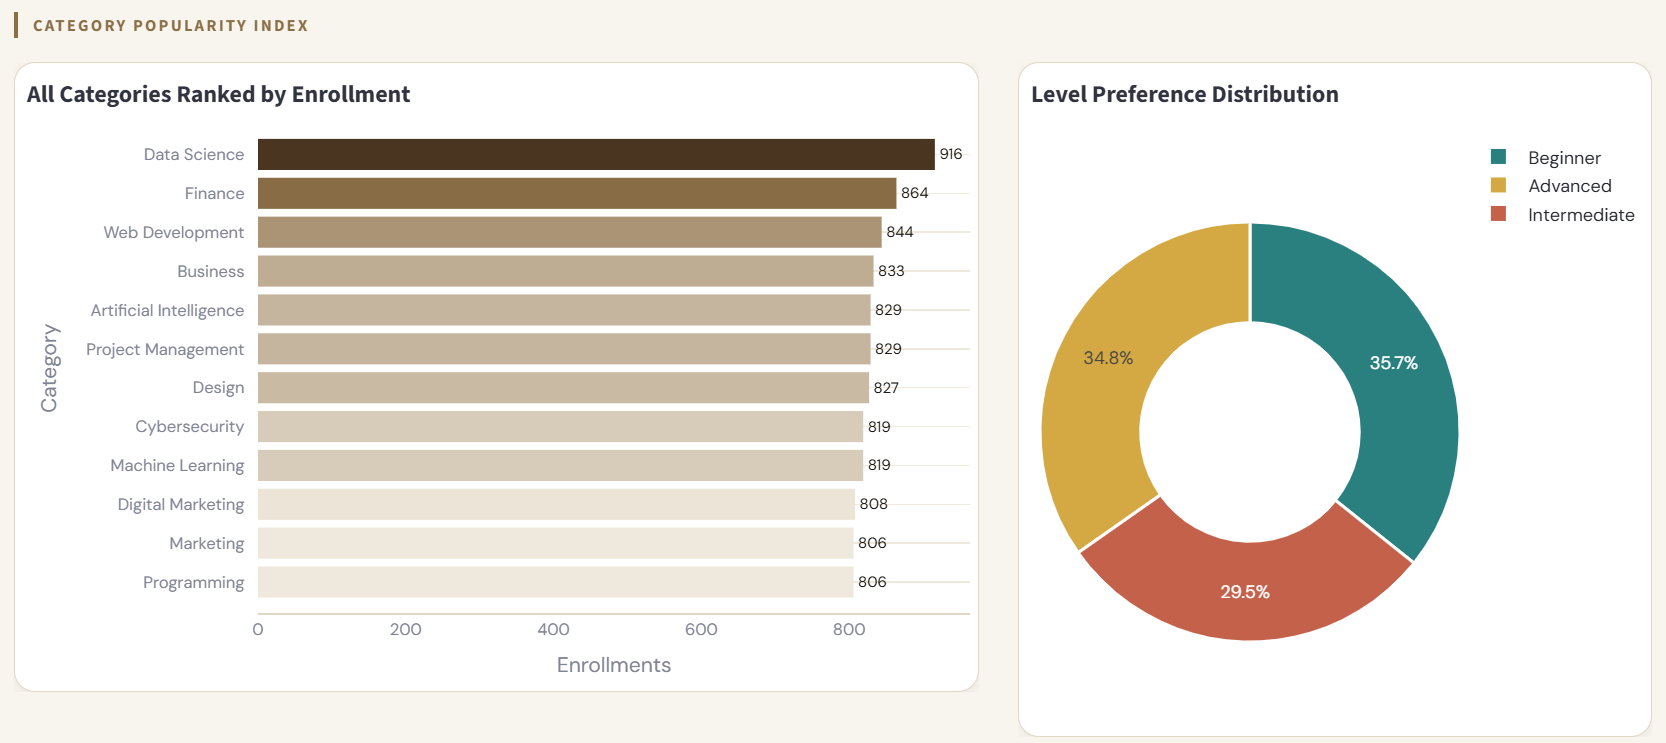 CATEGORY POPULARITY INDEX
All Categories Ranked by Enrollment
Data Science 916
Finance 864
Web Development 844
Business 833
Artificial Intelligence 829
Project Management 829
Design 827
Cybersecurity 819
Machine Learning 819
Digital Marketing 808
Marketing 806
Programming 806
Category
0 200 400 600 800
Enrollments
Level Preference Distribution
Beginner
Advanced
Intermediate
34.8%
35.7%
29.5%